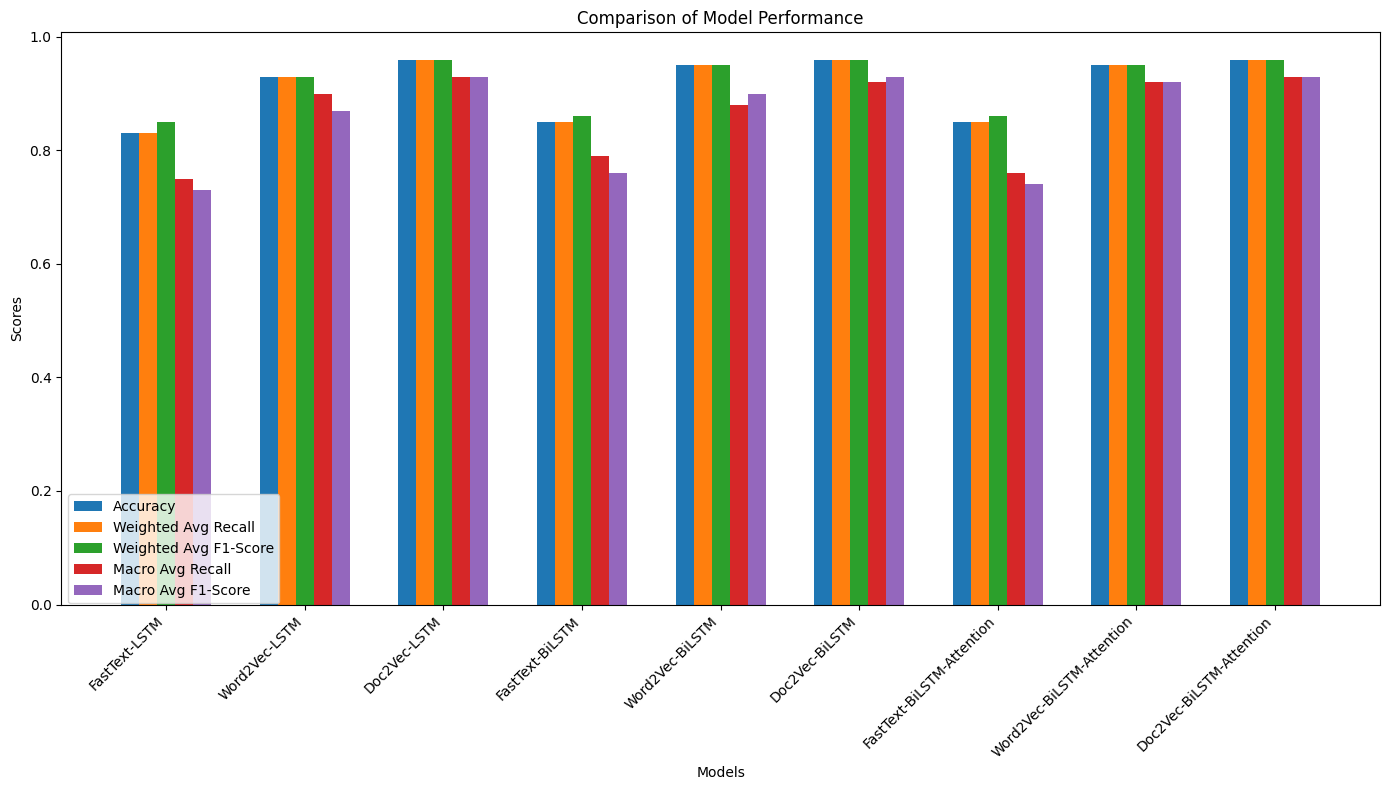 Comparison of Model Performance
Scores
1.0
0.8
0.6
0.4
0.2
0.0
Accuracy
Weighted Avg Recall
Weighted Avg F1-Score
Macro Avg Recall
Macro Avg F1-Score
FastText-LSTM
Word2Vec-LSTM
Doc2Vec-LSTM
FastText-BiLSTM
Word2Vec-BiLSTM
Doc2Vec-BiLSTM
FastText-BiLSTM-Attention
Word2Vec-BiLSTM-Attention
Doc2Vec-BiLSTM-Attention
Models